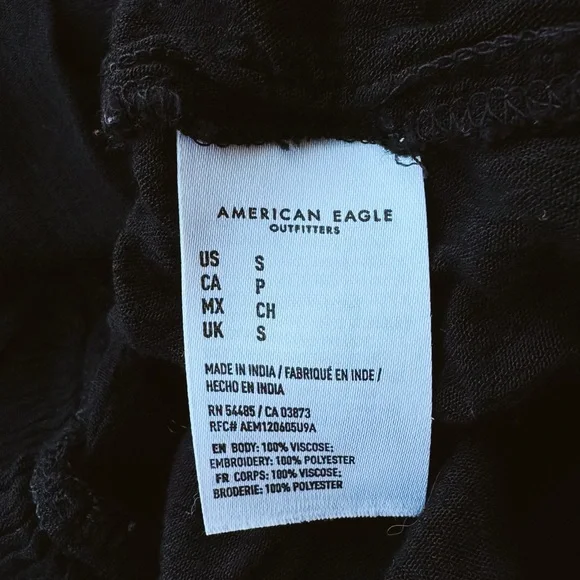 AMERICAN EAGLE
OUTFITTERS
US S
CA P
MX CH
UK S
MADE IN INDIA / FABRIQUÉ EN INDE /
HECHO EN INDIA
RN 54485 / CA 03873
RFC# AEM120605U9A
EN BODY: 100% VISCOSE;
EMBROIDERY: 100% POLYESTER
FR CORPS: 100% VISCOSE;
BRODERIE: 100% POLYESTER